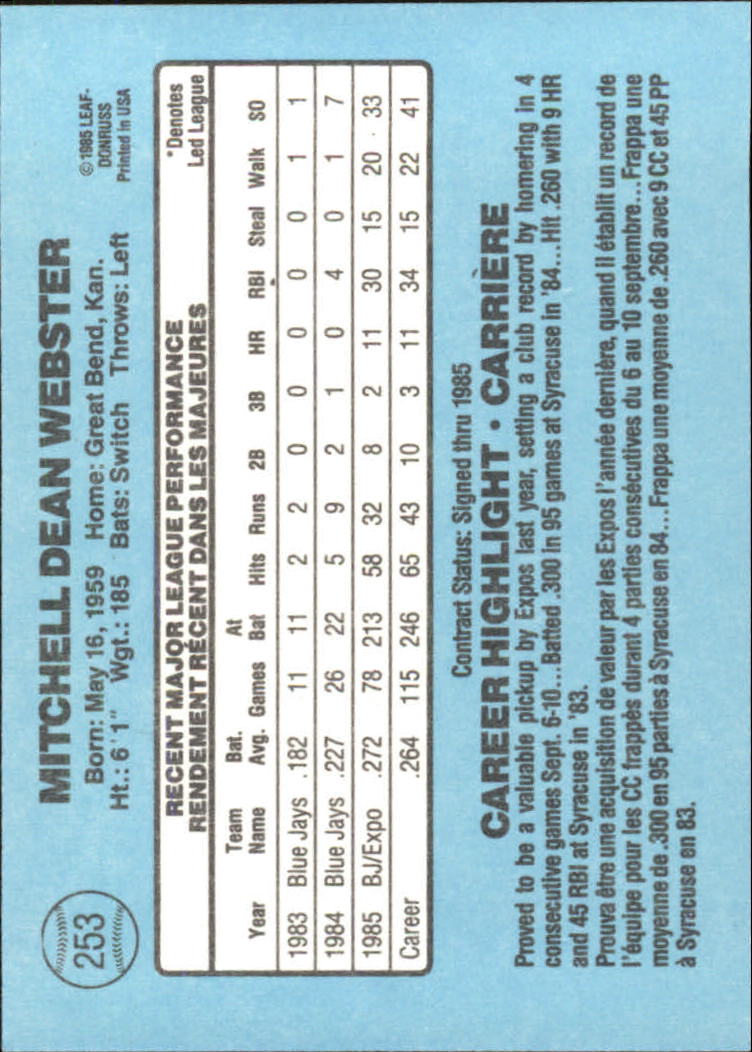 253
MITCHELL DEAN WEBSTER
Born: May 16, 1959 Home: Great Bend, Kan.
Ht.: 6' 1" Wgt.: 185 Bats: Switch Throws: Left
© 1985 LEAF-
DONRUSS
Printed in USA
RECENT MAJOR LEAGUE PERFORMANCE
RENDEMENT RÉCENT DANS LES MAJEURES
*Denotes
Led League
Year Team Name Bat. Avg. Games At Bat Hits Runs 2B 3B HR RBI Steal Walk SO
1983 Blue Jays .182 11 11 2 2 0 0 0 0 0 1 1
1984 Blue Jays .227 26 22 5 9 2 1 0 4 0 1 7
1985 BJ/Expo .272 78 213 58 32 8 2 11 30 15 20 33
Career .264 115 246 65 43 10 3 11 34 15 22 41
Contract Status: Signed thru 1985
CAREER HIGHLIGHT • CARRIÈRE
Proved to be a valuable pickup by Expos last year, setting a club record by homering in 4
consecutive games Sept. 6-10...Batted .300 in 95 games at Syracuse in '84...Hit .260 with 9 HR
and 45 RBI at Syracuse in '83.
Prouva être une acquisition de valeur par les Expos l'année dernière, quand il établit un record de
l'équipe pour les CC frappés durant 4 parties consécutives du 6 au 10 septembre...Frappa une
moyenne de .300 en 95 parties à Syracuse en 84...Frappa une moyenne de .260 avec 9 CC et 45 PP
à Syracuse en 83.